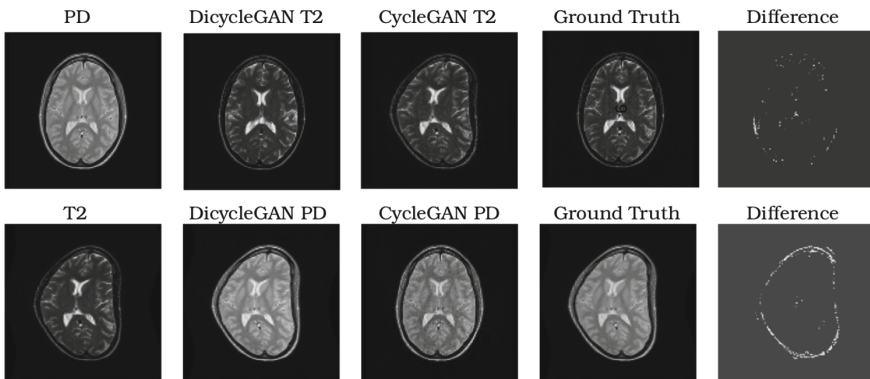 PD DicycleGAN T2 CycleGAN T2 Ground Truth Difference
T2 DicycleGAN PD CycleGAN PD Ground Truth Difference